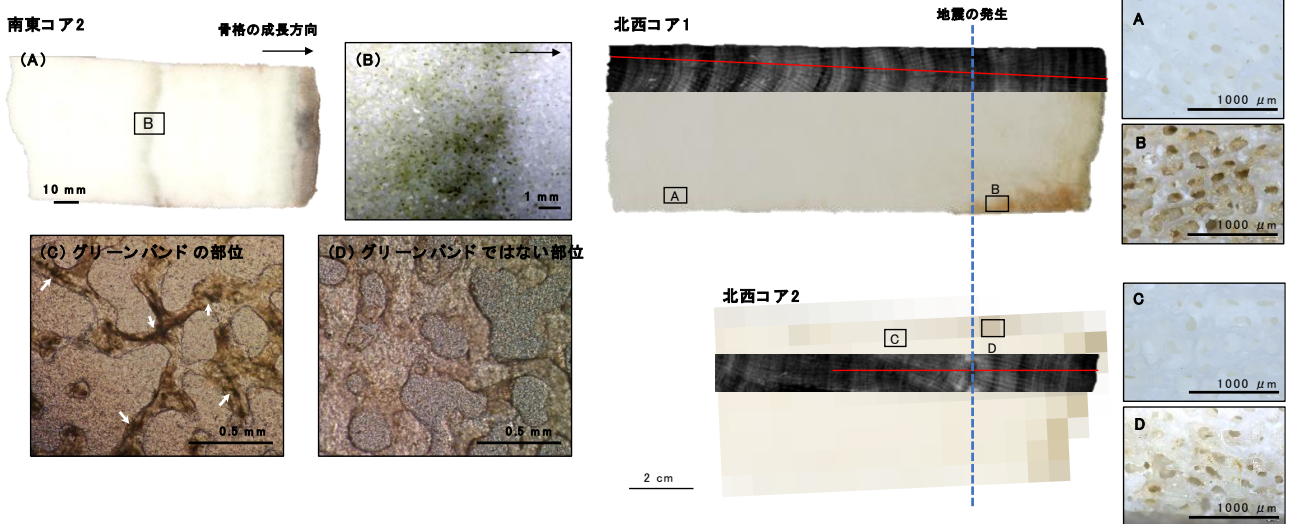 南東コア2
骨格の成長方向
(A)
B
10 mm
(B)
1 mm
(C) グリーンバンドの部位
0.5 mm
(D) グリーンバンドではない部位
0.5 mm
北西コア1
地震の発生
A
B
北西コア2
C
D
2 cm
A
1000 μm
B
1000 μm
C
1000 μm
D
1000 μm